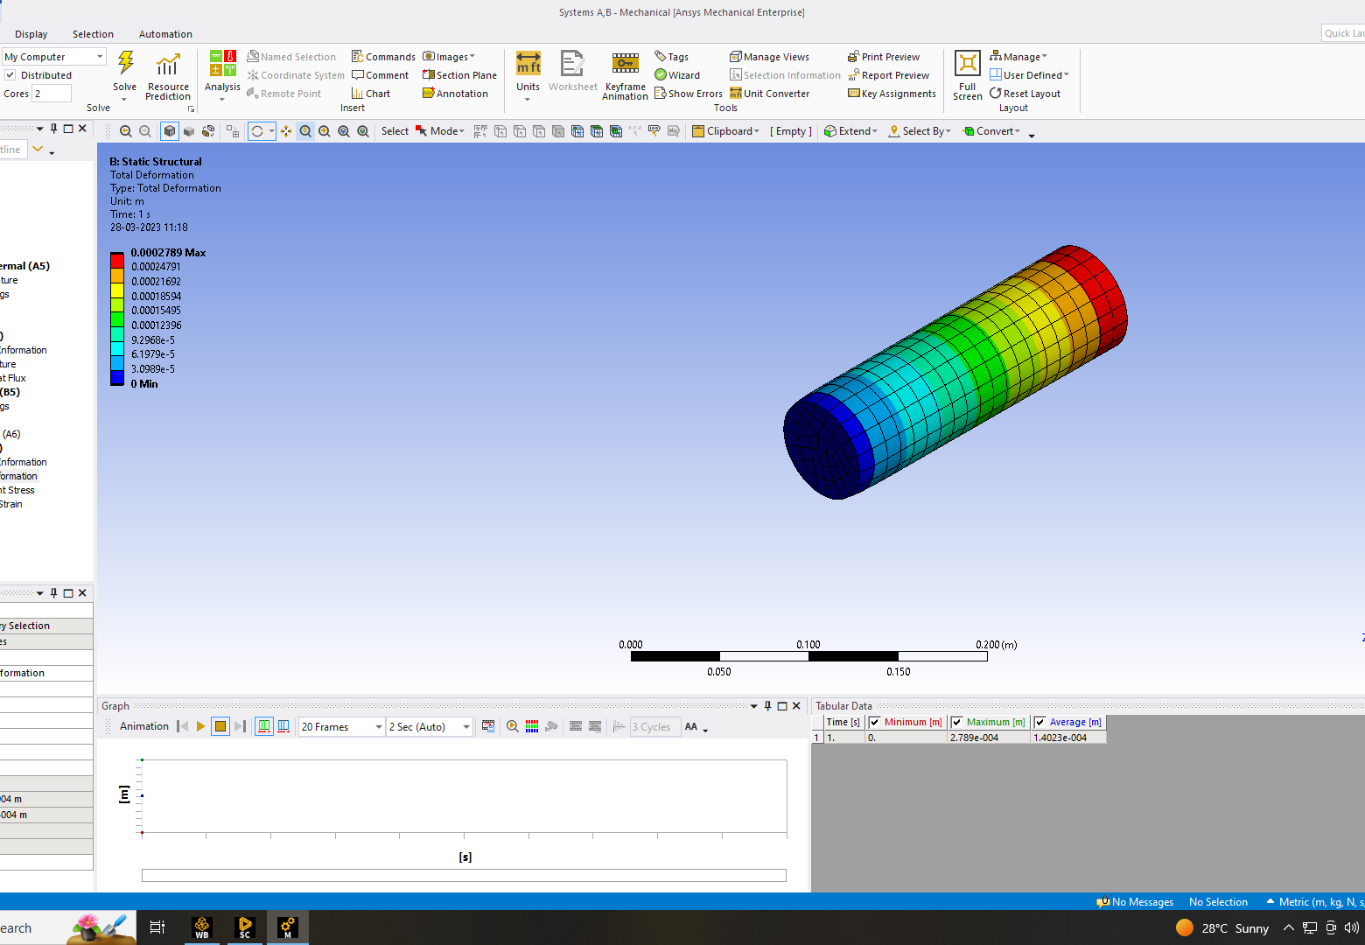 Systems A,B - Mechanical [Ansys Mechanical Enterprise]
Display Selection Automation
My Computer
Distributed
Cores 2
Solve
Resource Prediction
Solve
Analysis
Named Selection
Coordinate System
Remote Point
Commands
Comment
Chart
Images
Section Plane
Annotation
Insert
Units
Worksheet
Keyframe Animation
Tags
Wizard
Show Errors
Manage Views
Selection Information
Unit Converter
Print Preview
Report Preview
Key Assignments
Tools
Full Screen
Manage
User Defined
Reset Layout
Layout
Select Mode Clipboard [ Empty ] Extend Select By Convert
tline
B: Static Structural
Total Deformation
Type: Total Deformation
Unit: m
Time: 1 s
28-03-2023 11:18
0.0002789 Max
0.00024791
0.00021692
0.00018594
0.00015495
0.00012396
9.2968e-5
6.1979e-5
3.0989e-5
0 Min
ermal (A5)
ture
gs
)
Information
ture
at Flux
(B5)
gs
(A6)
)
Information
formation
nt Stress
Strain
0.000 0.100 0.200 (m)
0.050 0.150
ry Selection
es
formation
004 m
004 m
Graph
Animation 20 Frames 2 Sec (Auto) 3 Cycles AA
[m]
[s]
Tabular Data
Time [s] Minimum [m] Maximum [m] Average [m]
1 1. 0. 2.789e-004 1.4023e-004
No Messages No Selection Metric (m, kg, N, s,
earch
WB
SC
M
28°C Sunny